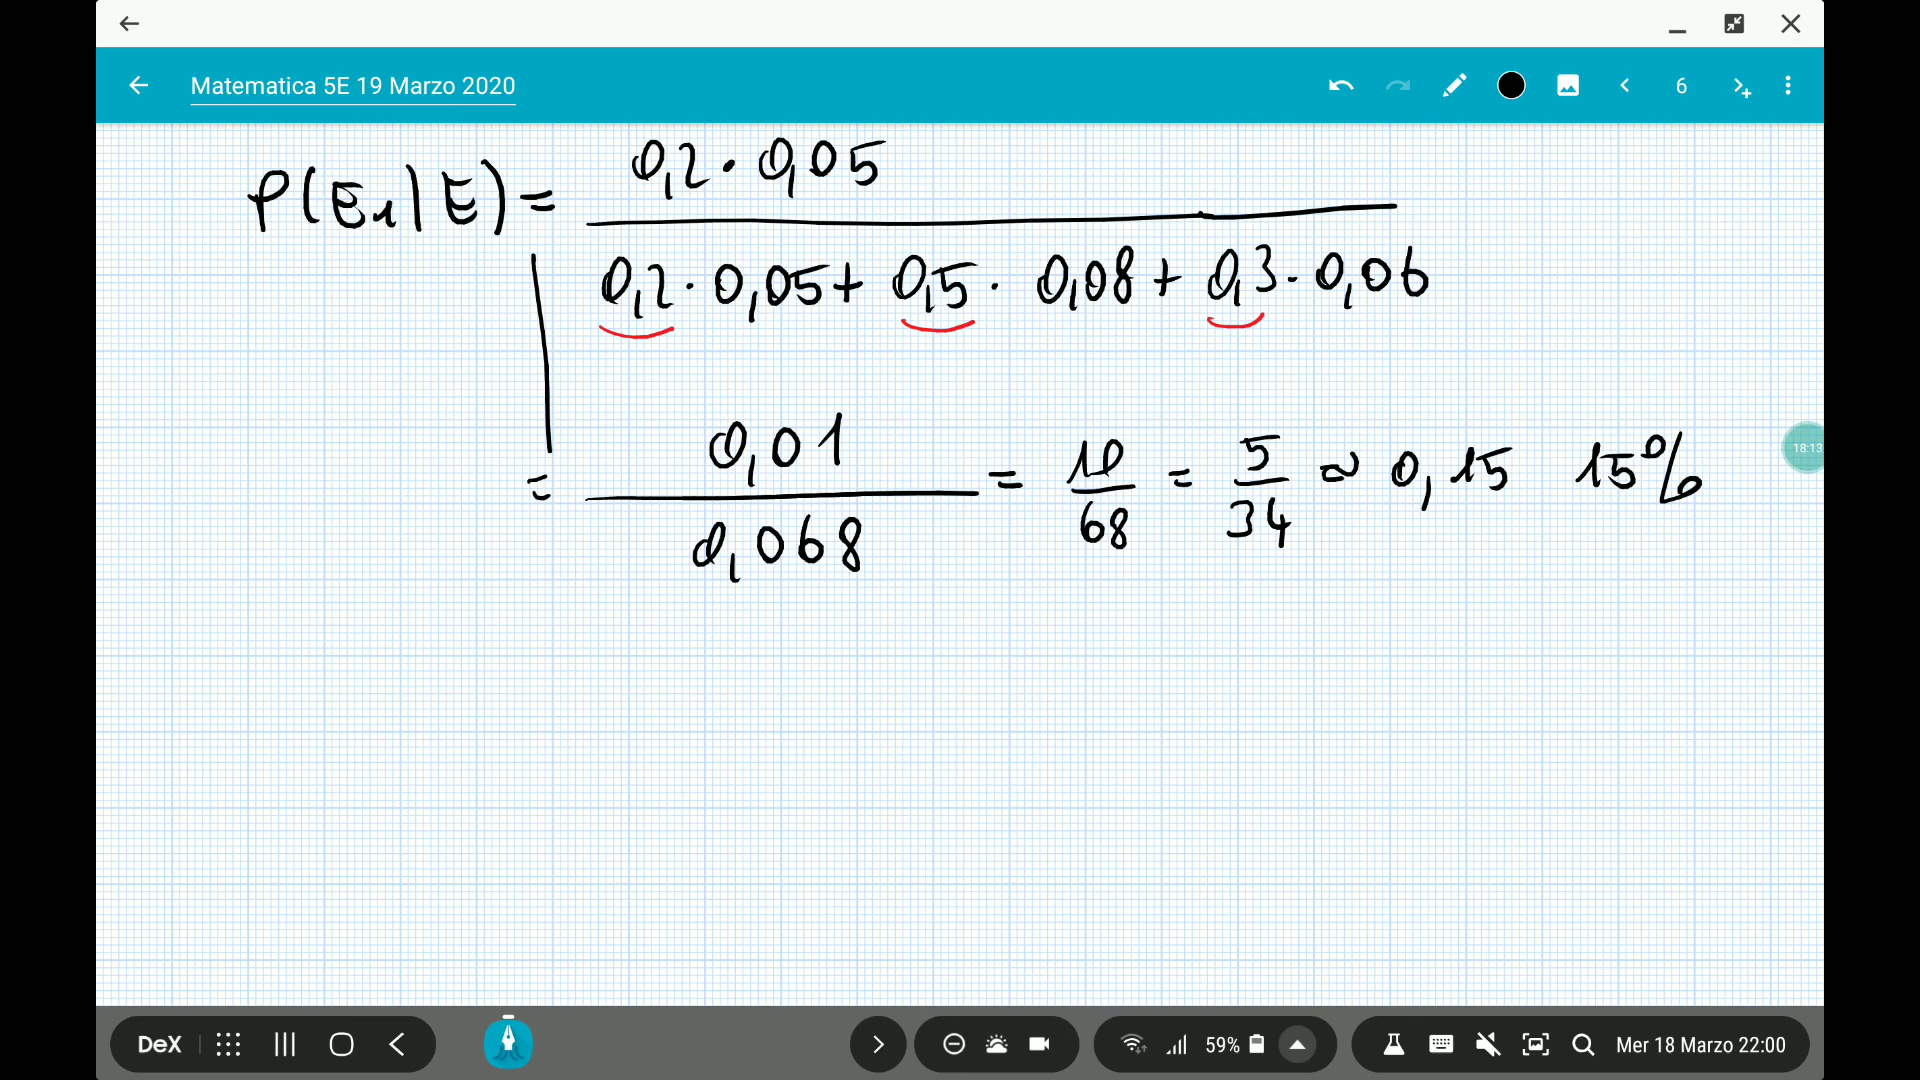 Matematica 5E 19 Marzo 2020 6
0,2 · 0,05
P(E1|E) =
0,2 · 0,05 + 0,5 · 0,08 + 0,3 · 0,06
0,01
= = 10/68 = 5/34 ≈ 0,15 15%
0,068
18:13
DeX 59% Mer 18 Marzo 22:00